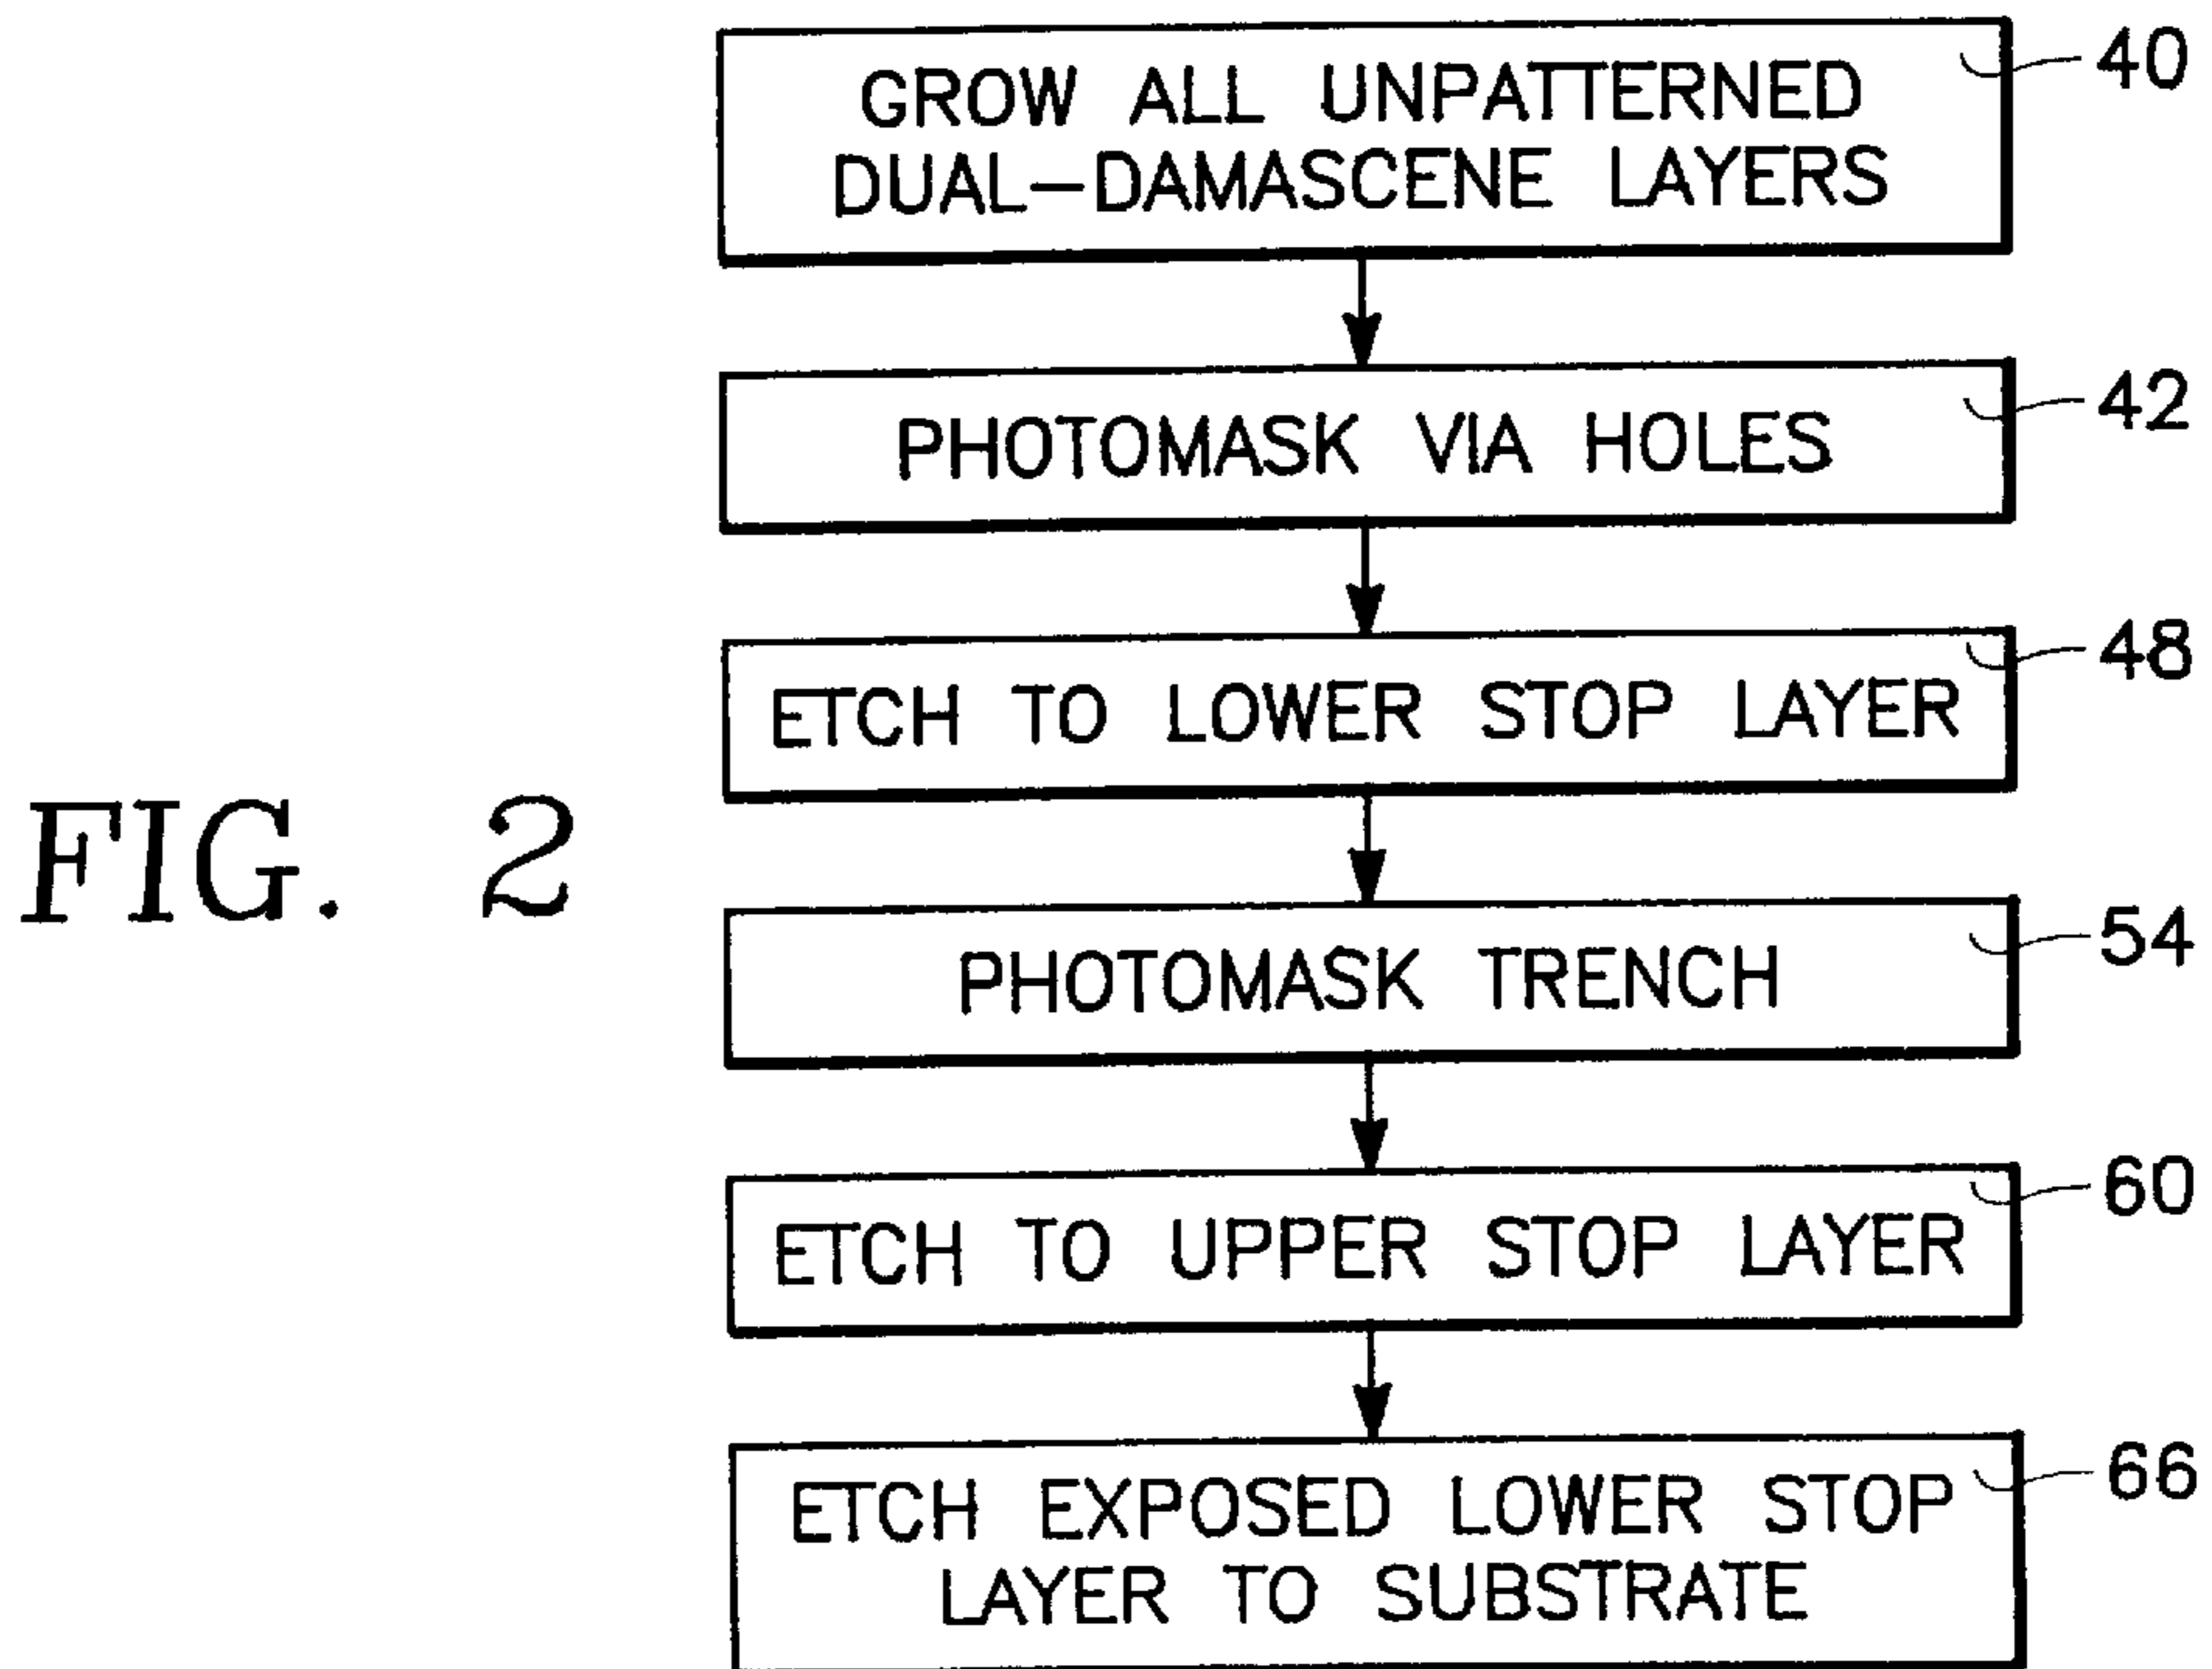 GROW ALL UNPATTERNED
DUAL-DAMASCENE LAYERS
40
PHOTOMASK VIA HOLES
42
ETCH TO LOWER STOP LAYER
48
FIG. 2
PHOTOMASK TRENCH
54
ETCH TO UPPER STOP LAYER
60
ETCH EXPOSED LOWER STOP
LAYER TO SUBSTRATE
66